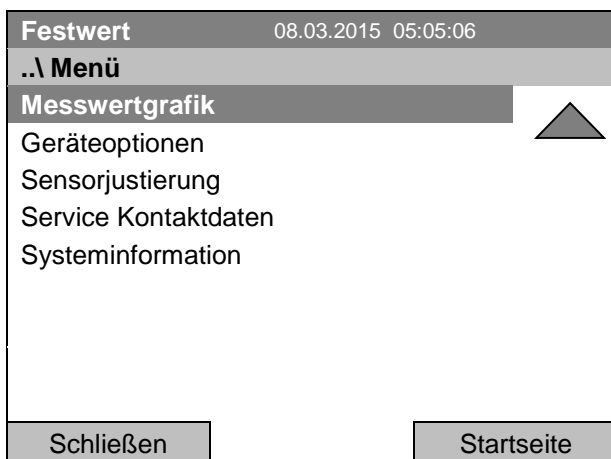 Festwert 08.03.2015 05:05:06
..\ Menü
Messwertgrafik
Geräteoptionen
Sensorjustierung
Service Kontaktdaten
Systeminformation
Schließen Startseite